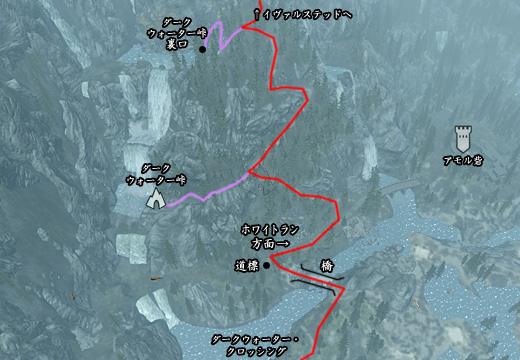 ↑イヴァルステッドへ
ダーク
ウォーター峠
裏口
アモル砦
ダーク
ウォーター峠
ホワイトラン
方面→
道標
橋
ダークウォーター・
クロッシング